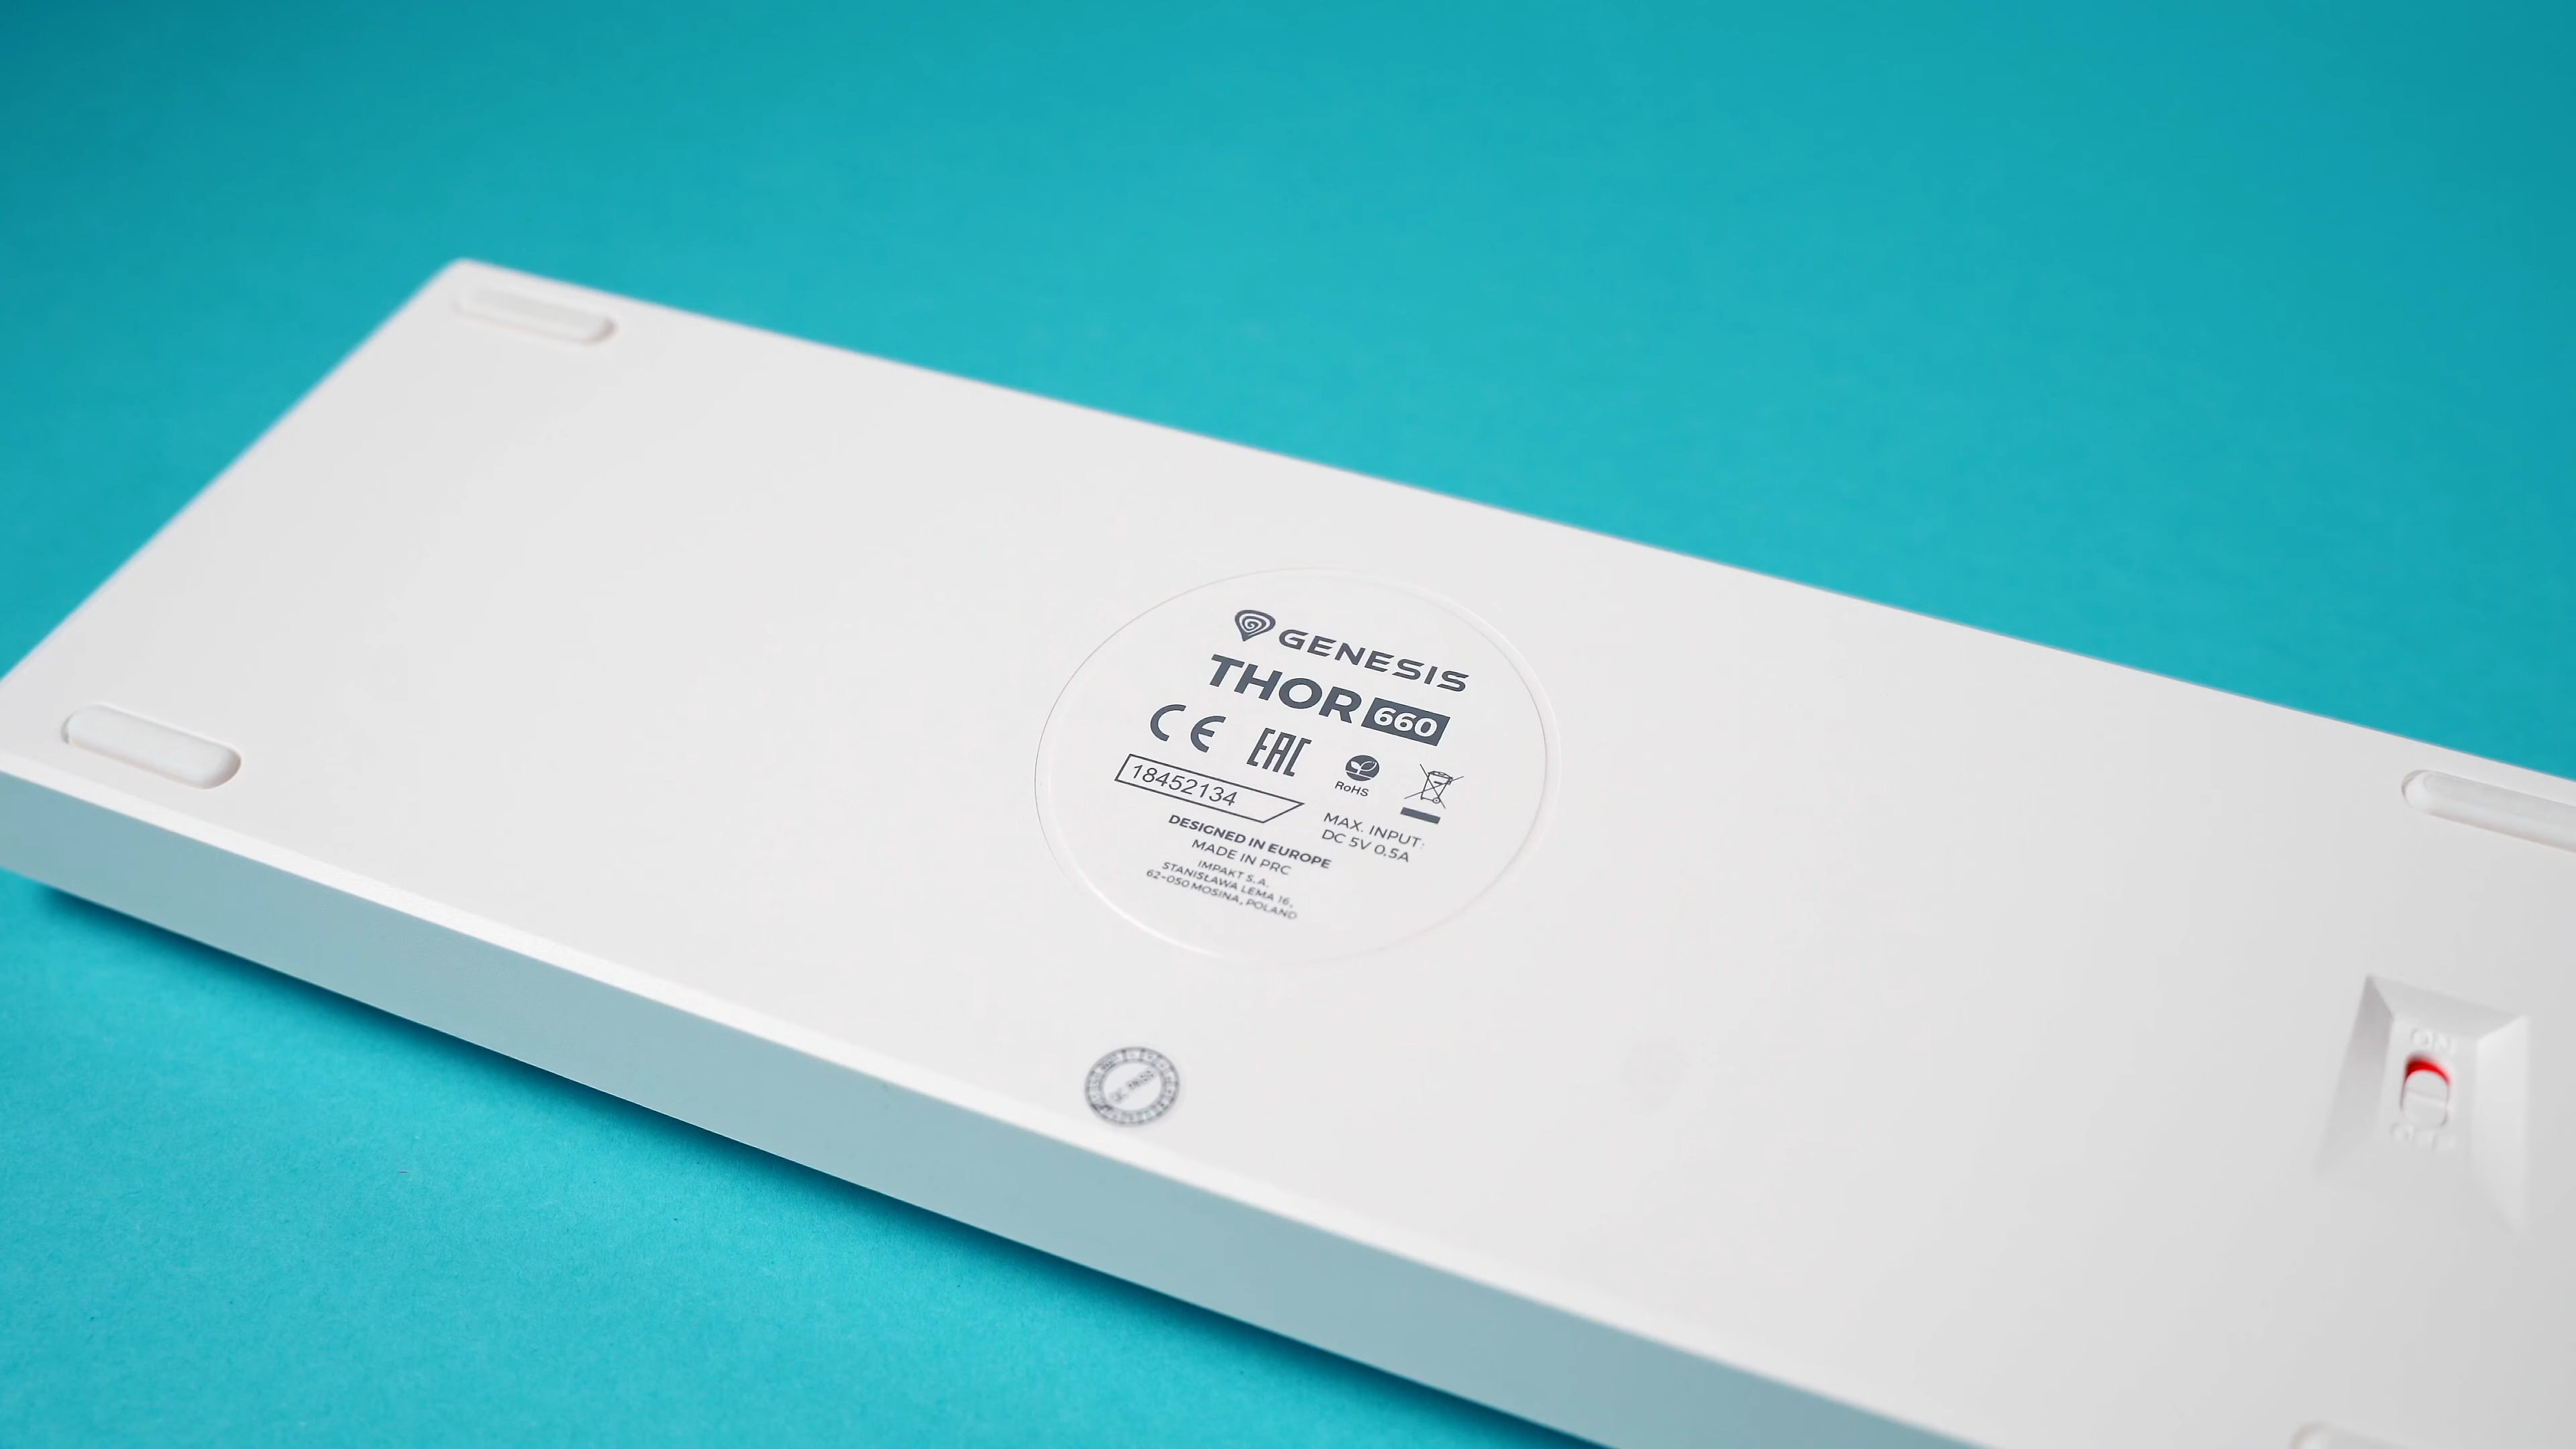 GENESIS
THOR 660
CE EAC
RoHS
18452134
MAX. INPUT:
DC 5V 0.5A
DESIGNED IN EUROPE
MADE IN PRC
IMPAKT S.A.
STANISŁAWA LEMA 16,
62-050 MOSINA, POLAND
ON
OFF